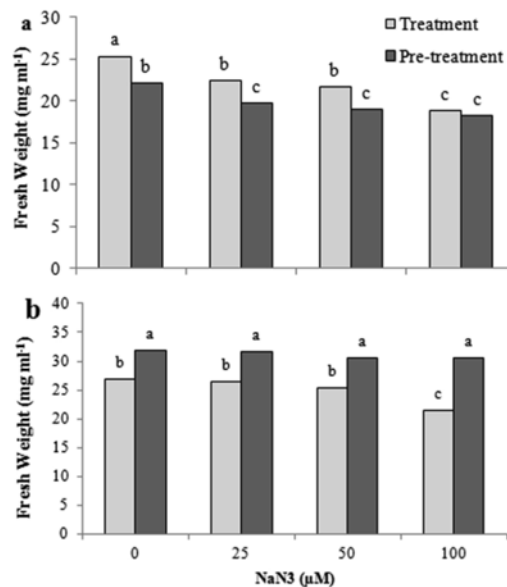 a
30
25
20
15
10
5
0
Fresh Weight (mg ml-1)
Treatment
Pre-treatment
a b b c b c c c
b
40
35
30
25
20
15
10
5
0
Fresh Weight (mg ml-1)
b a b a b a c a
0 25 50 100
NaN3 (µM)